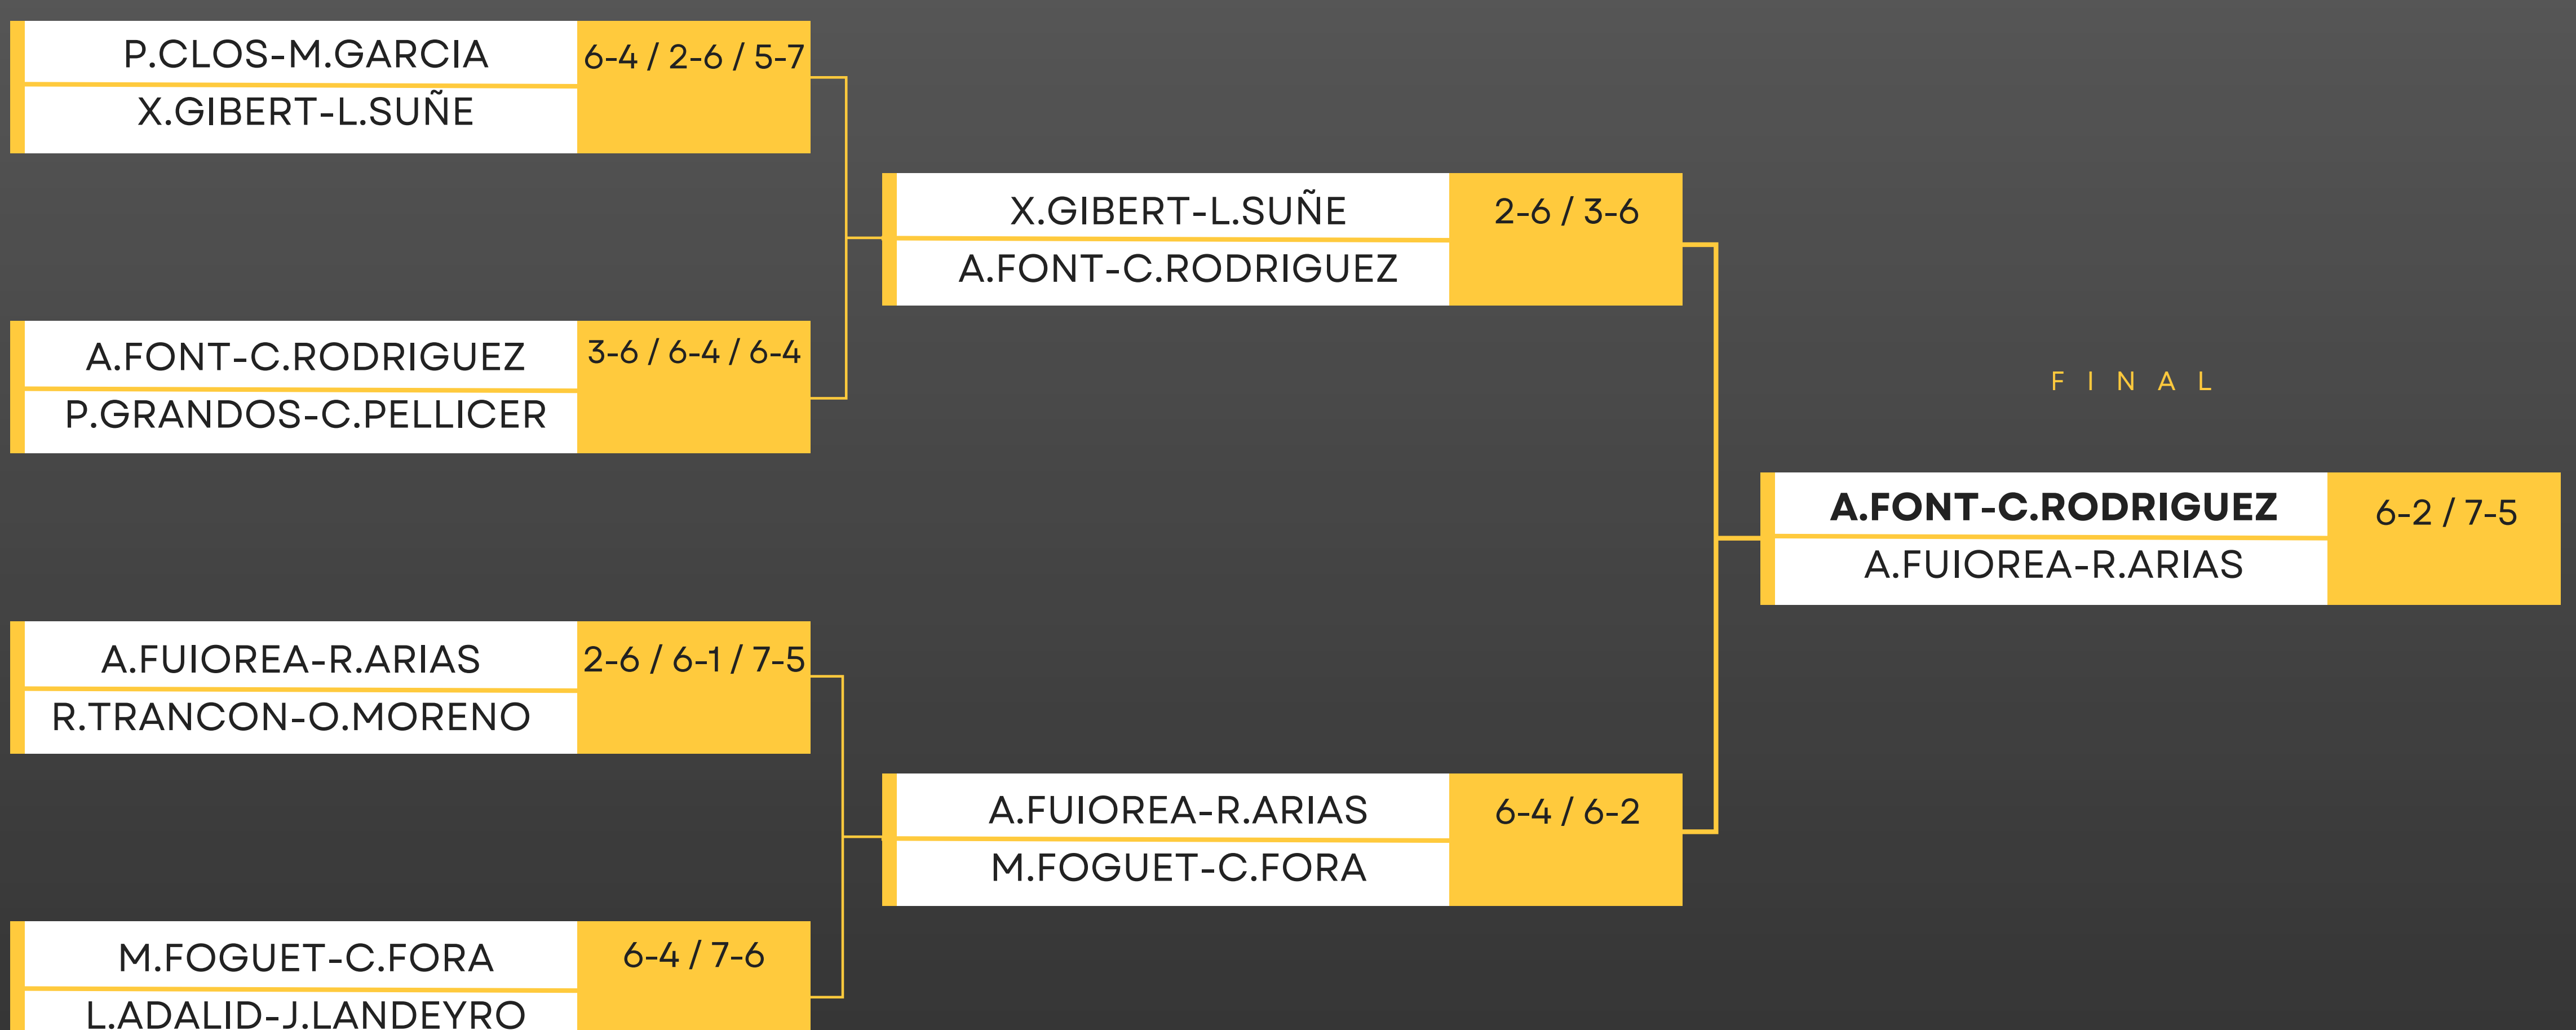 P.CLOS-M.GARCIA
6-4 / 2-6 / 5-7
X.GIBERT-L.SUÑE
A.FONT-C.RODRIGUEZ
3-6 / 6-4 / 6-4
P.GRANDOS-C.PELLICER
A.FUIOREA-R.ARIAS
2-6 / 6-1 / 7-5
R.TRANCON-O.MORENO
M.FOGUET-C.FORA
6-4 / 7-6
L.ADALID-J.LANDEYRO
X.GIBERT-L.SUÑE
2-6 / 3-6
A.FONT-C.RODRIGUEZ
A.FUIOREA-R.ARIAS
6-4 / 6-2
M.FOGUET-C.FORA
FINAL
A.FONT-C.RODRIGUEZ
6-2 / 7-5
A.FUIOREA-R.ARIAS